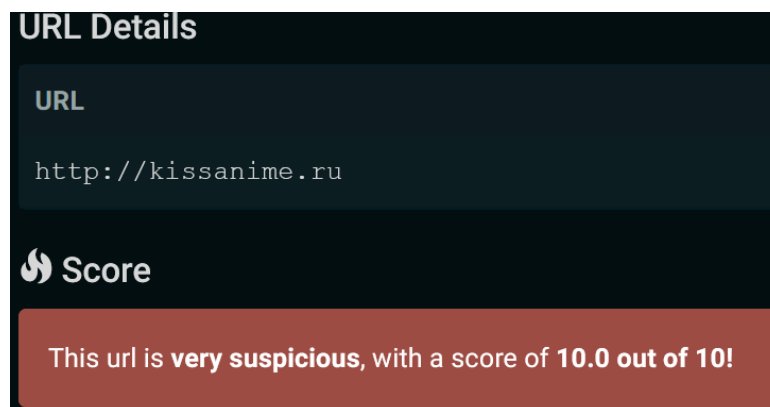 URL Details
URL
http://kissanime.ru
Score
This url is very suspicious, with a score of 10.0 out of 10!